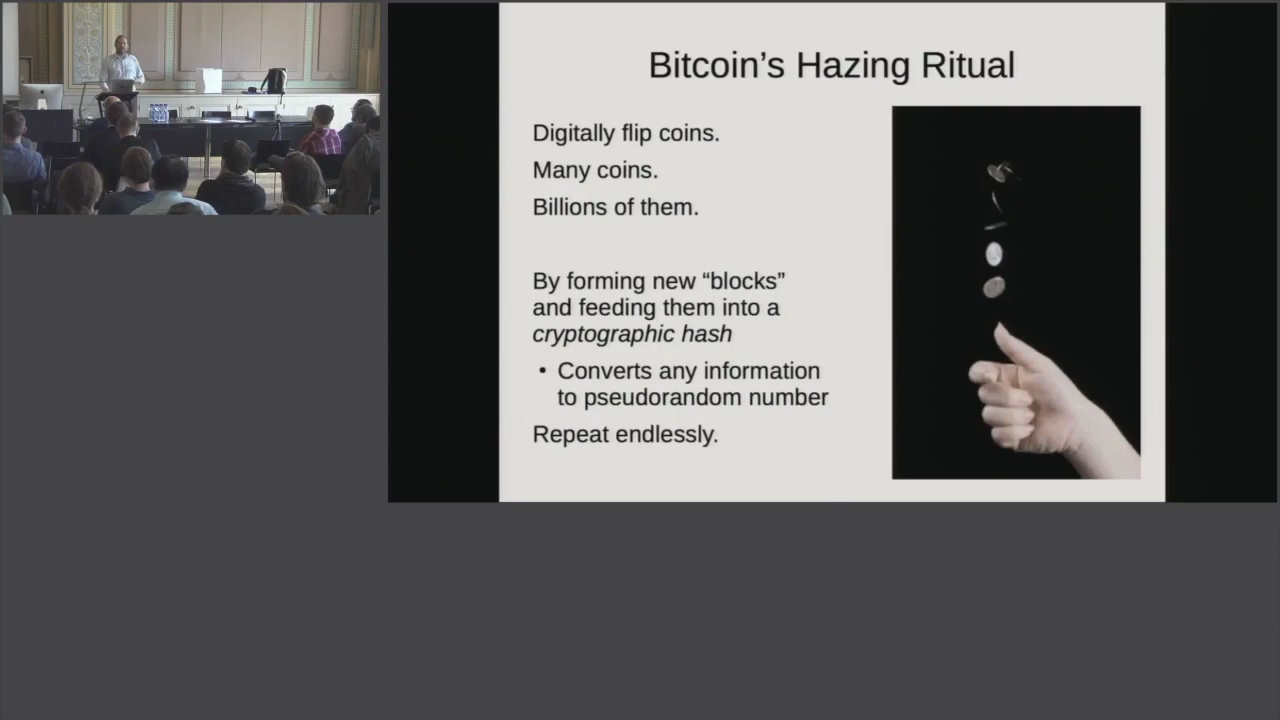 Bitcoin’s Hazing Ritual
Digitally flip coins.
Many coins.
Billions of them.
By forming new “blocks”
and feeding them into a
cryptographic hash
• Converts any information
to pseudorandom number
Repeat endlessly.